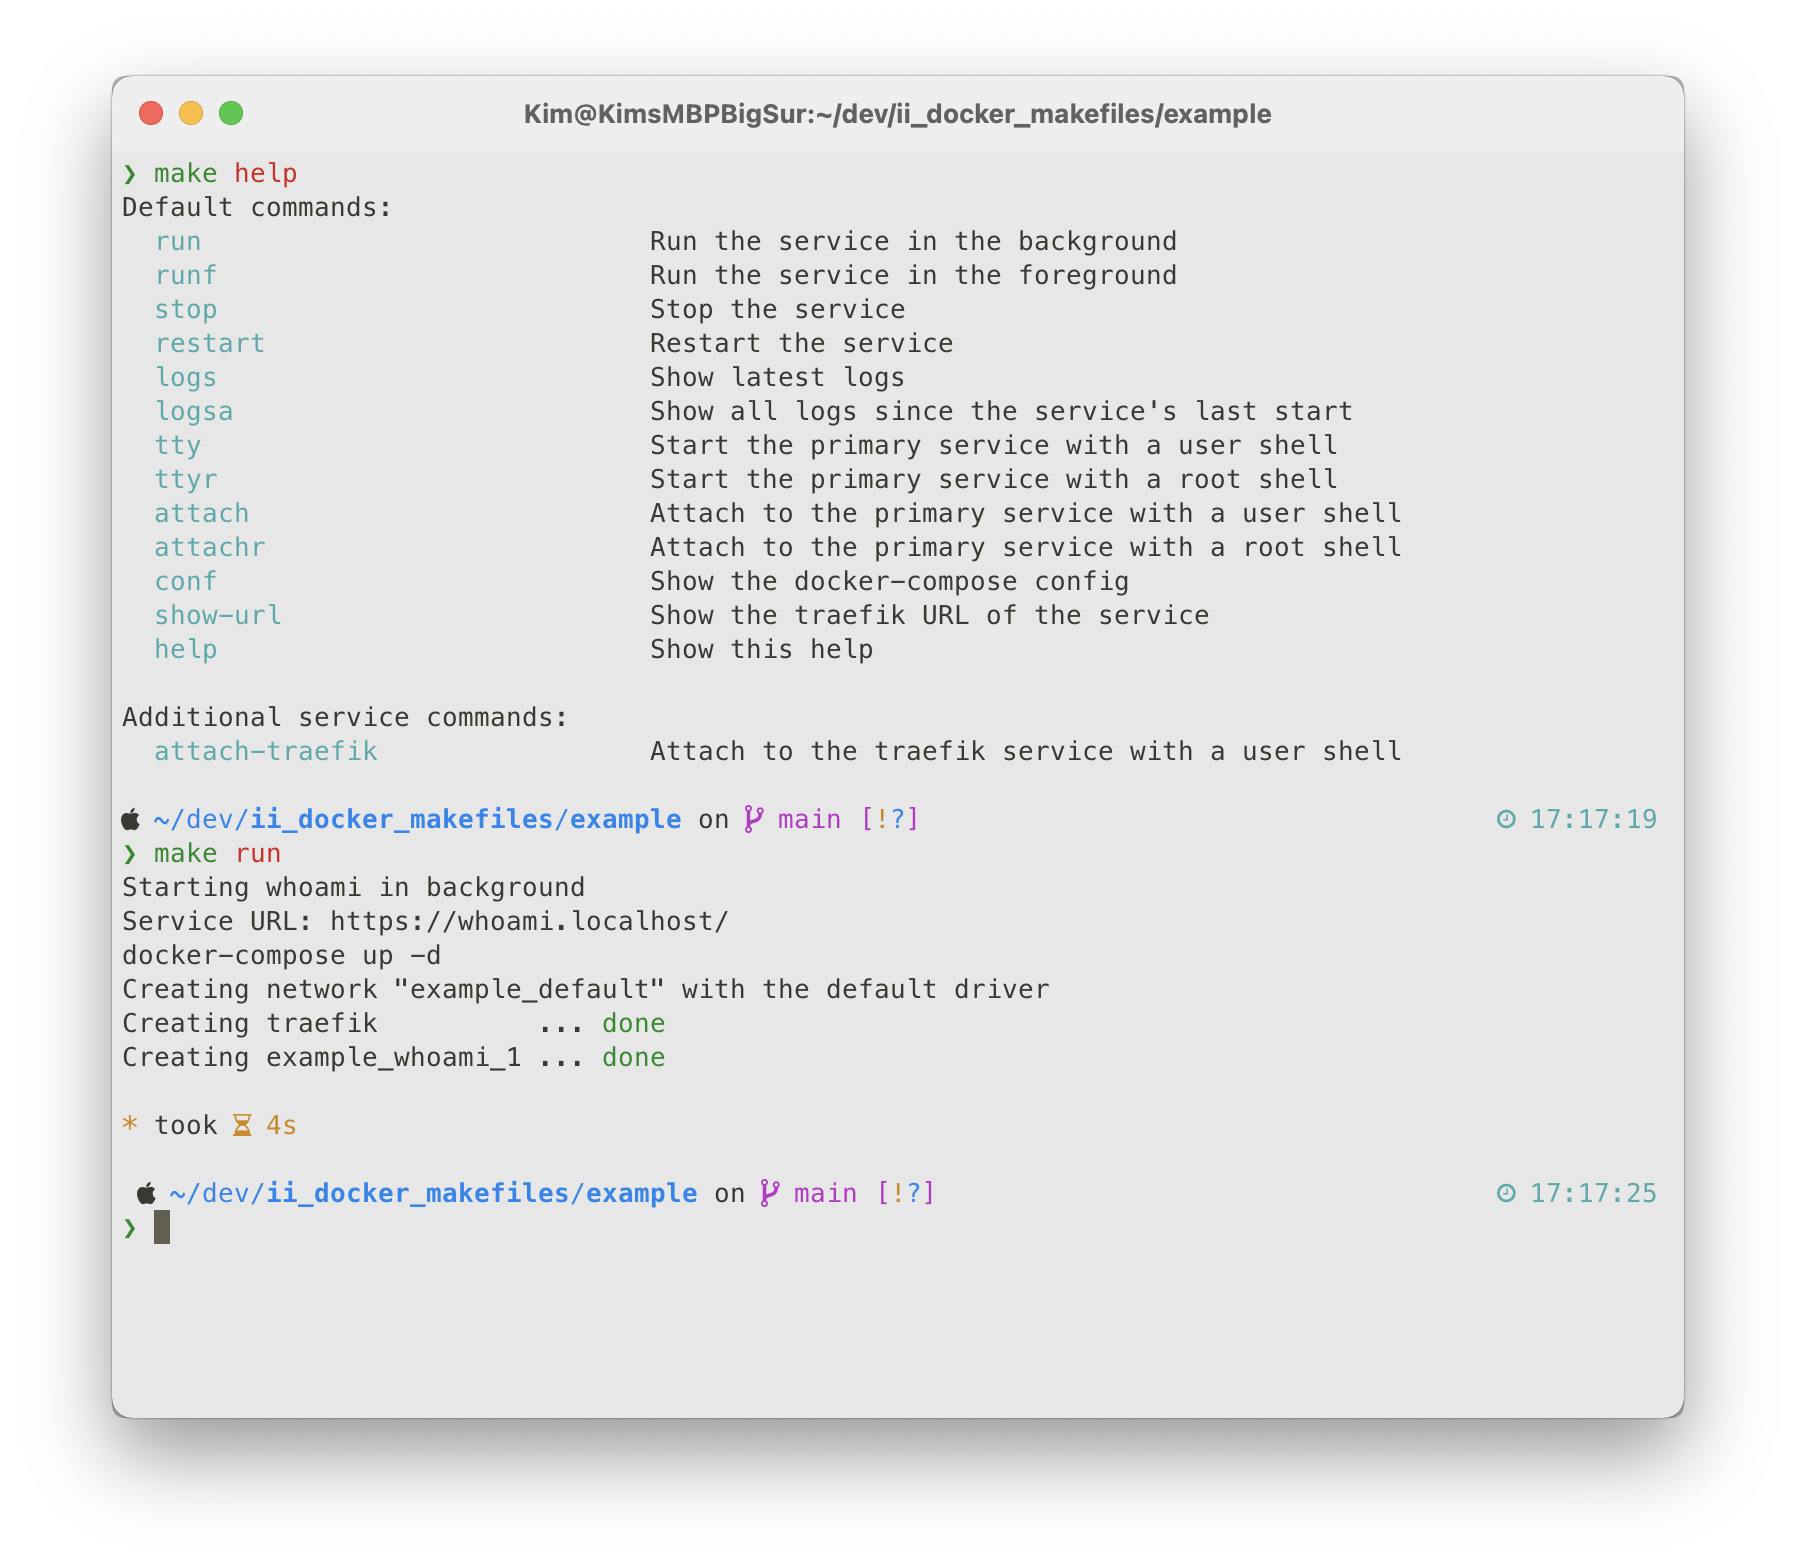 Kim@KimsMBPBigSur:~/dev/ii_docker_makefiles/example
❯ make help
Default commands:
  run                            Run the service in the background
  runf                           Run the service in the foreground
  stop                           Stop the service
  restart                        Restart the service
  logs                           Show latest logs
  logsa                          Show all logs since the service's last start
  tty                            Start the primary service with a user shell
  ttyr                           Start the primary service with a root shell
  attach                         Attach to the primary service with a user shell
  attachr                        Attach to the primary service with a root shell
  conf                           Show the docker-compose config
  show-url                       Show the traefik URL of the service
  help                           Show this help
Additional service commands:
  attach-traefik                 Attach to the traefik service with a user shell
~/dev/ii_docker_makefiles/example on main [!?] 17:17:19
❯ make run
Starting whoami in background
Service URL: https://whoami.localhost/
docker-compose up -d
Creating network "example_default" with the default driver
Creating traefik          ... done
Creating example_whoami_1 ... done
* took 4s
~/dev/ii_docker_makefiles/example on main [!?] 17:17:25
❯